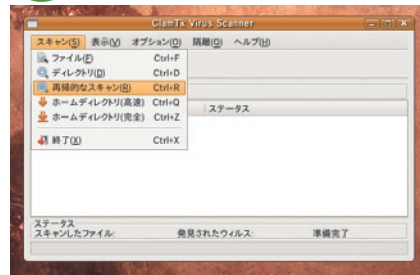 ClamTk Virus Scanner
スキャン(S) 表示(V) オプション(O) 隔離(Q) ヘルプ(H)
ファイル(F) Ctrl+F
ディレクトリ(D) Ctrl+D
再帰的なスキャン(R) Ctrl+R
ホームディレクトリ(高速) Ctrl+Q
ホームディレクトリ(完全) Ctrl+Z
終了(X) Ctrl+X
ステータス
ステータス
スキャンしたファイル: 発見されたウィルス: 準備完了